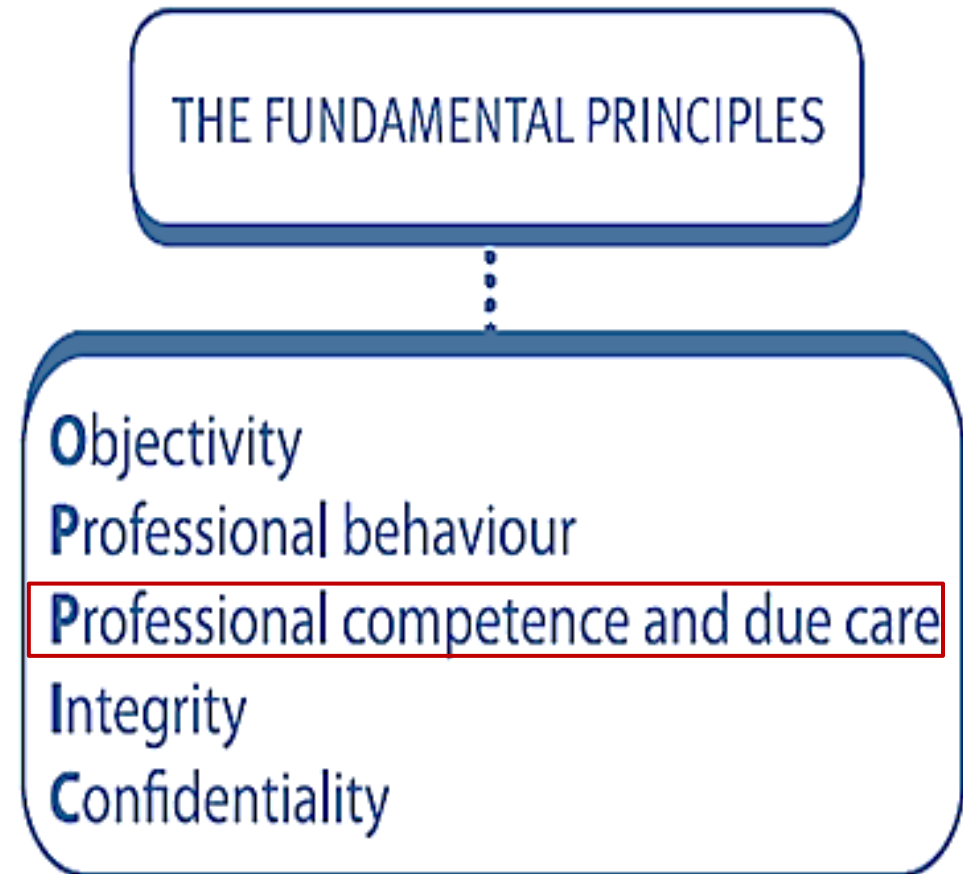 THE FUNDAMENTAL PRINCIPLES
Objectivity
Professional behaviour
Professional competence and due care
Integrity
Confidentiality